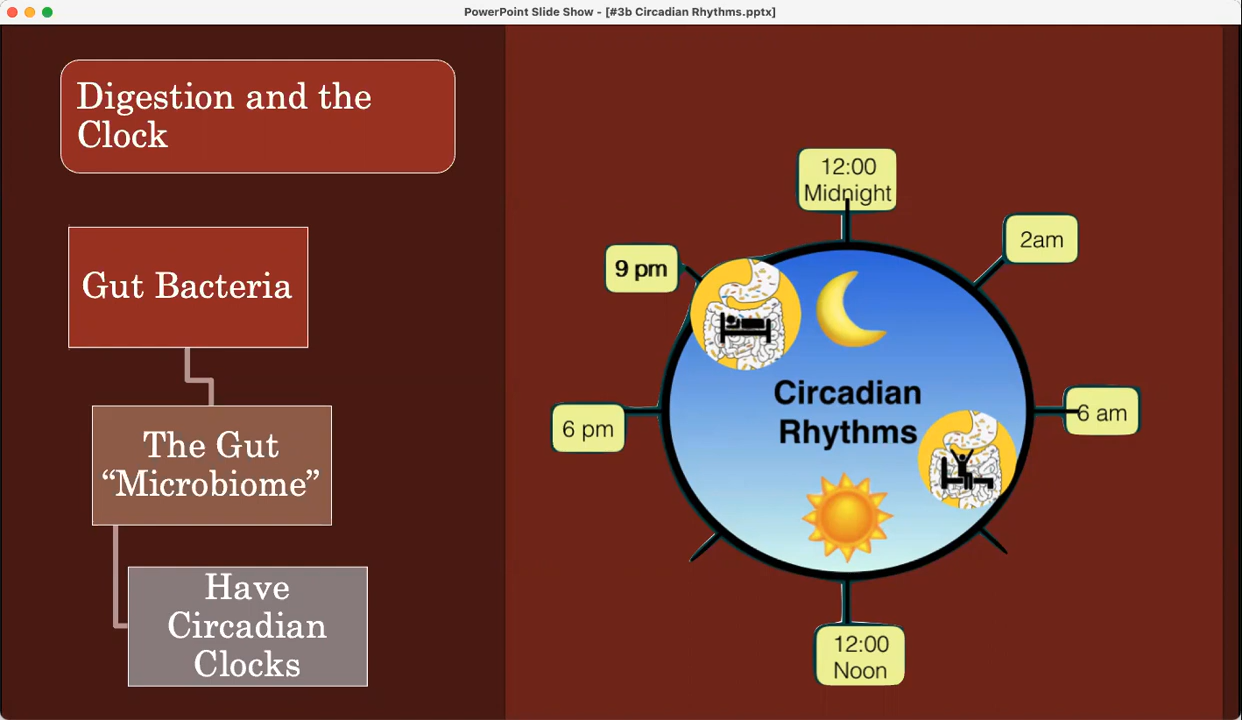 PowerPoint Slide Show - [#3b Circadian Rhythms.pptx]
Digestion and the
Clock
Gut Bacteria
The Gut
“Microbiome”
Have
Circadian
Clocks
12:00
Midnight
2am
9 pm
Circadian
Rhythms
6 am
6 pm
12:00
Noon